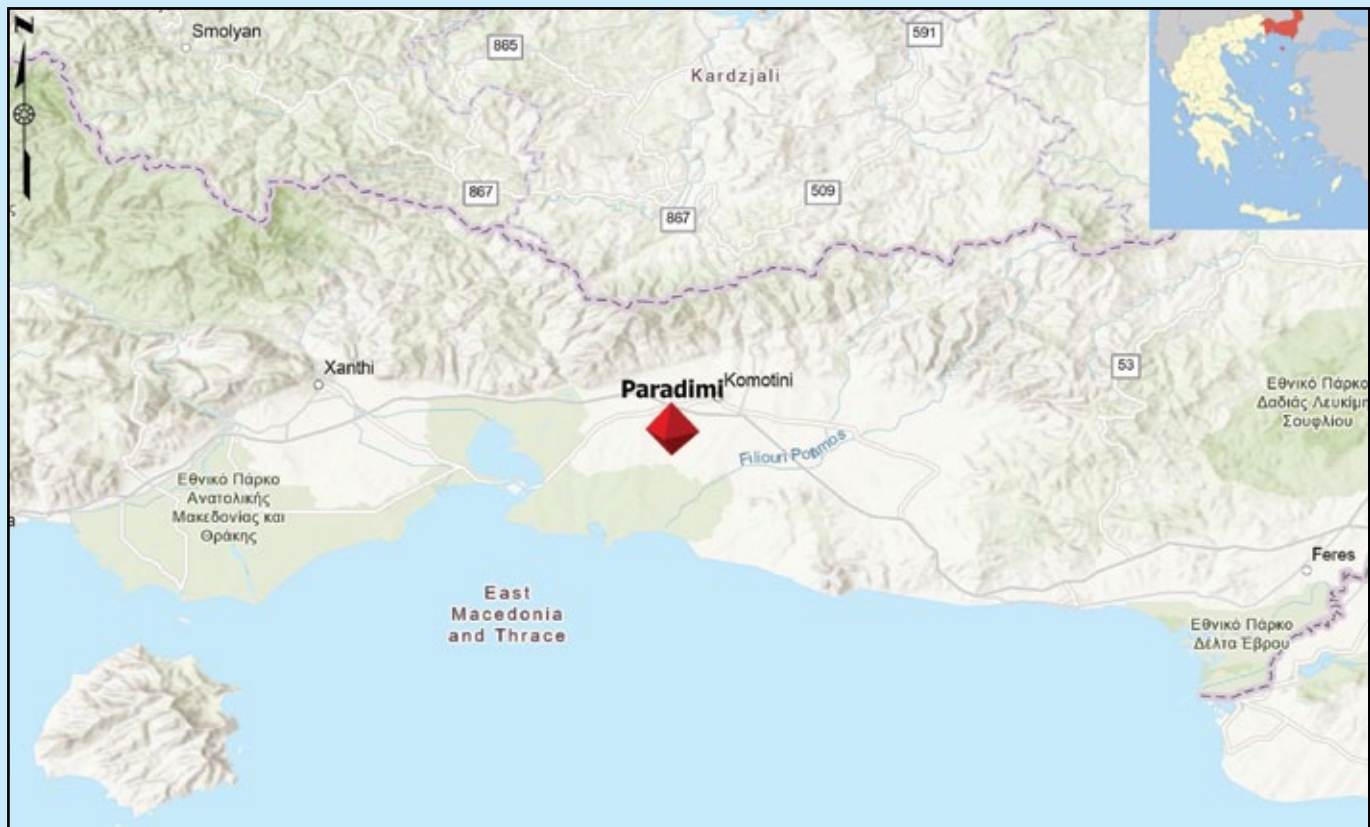 N
Smolyan
865
591
Kardzjali
867
867
509
53
Xanthi
Paradimi
Komotini
Filiouri Potamos
Εθνικό Πάρκο
Δαδιάς-Λευκίμη
Σουφλίου
Εθνικό Πάρκο
Ανατολικής
Μακεδονίας και
Θράκης
East
Macedonia
and Thrace
Feres
Εθνικό Πάρκο
Δέλτα Έβρου